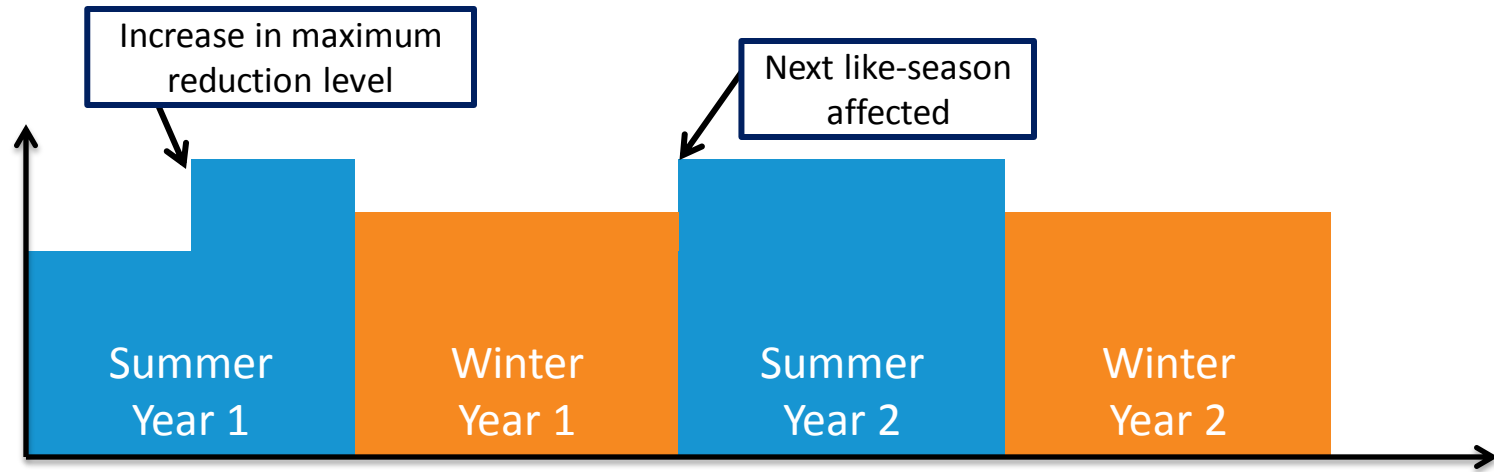 Increase in maximum
reduction level
Next like-season
affected
Summer
Year 1
Winter
Year 1
Summer
Year 2
Winter
Year 2